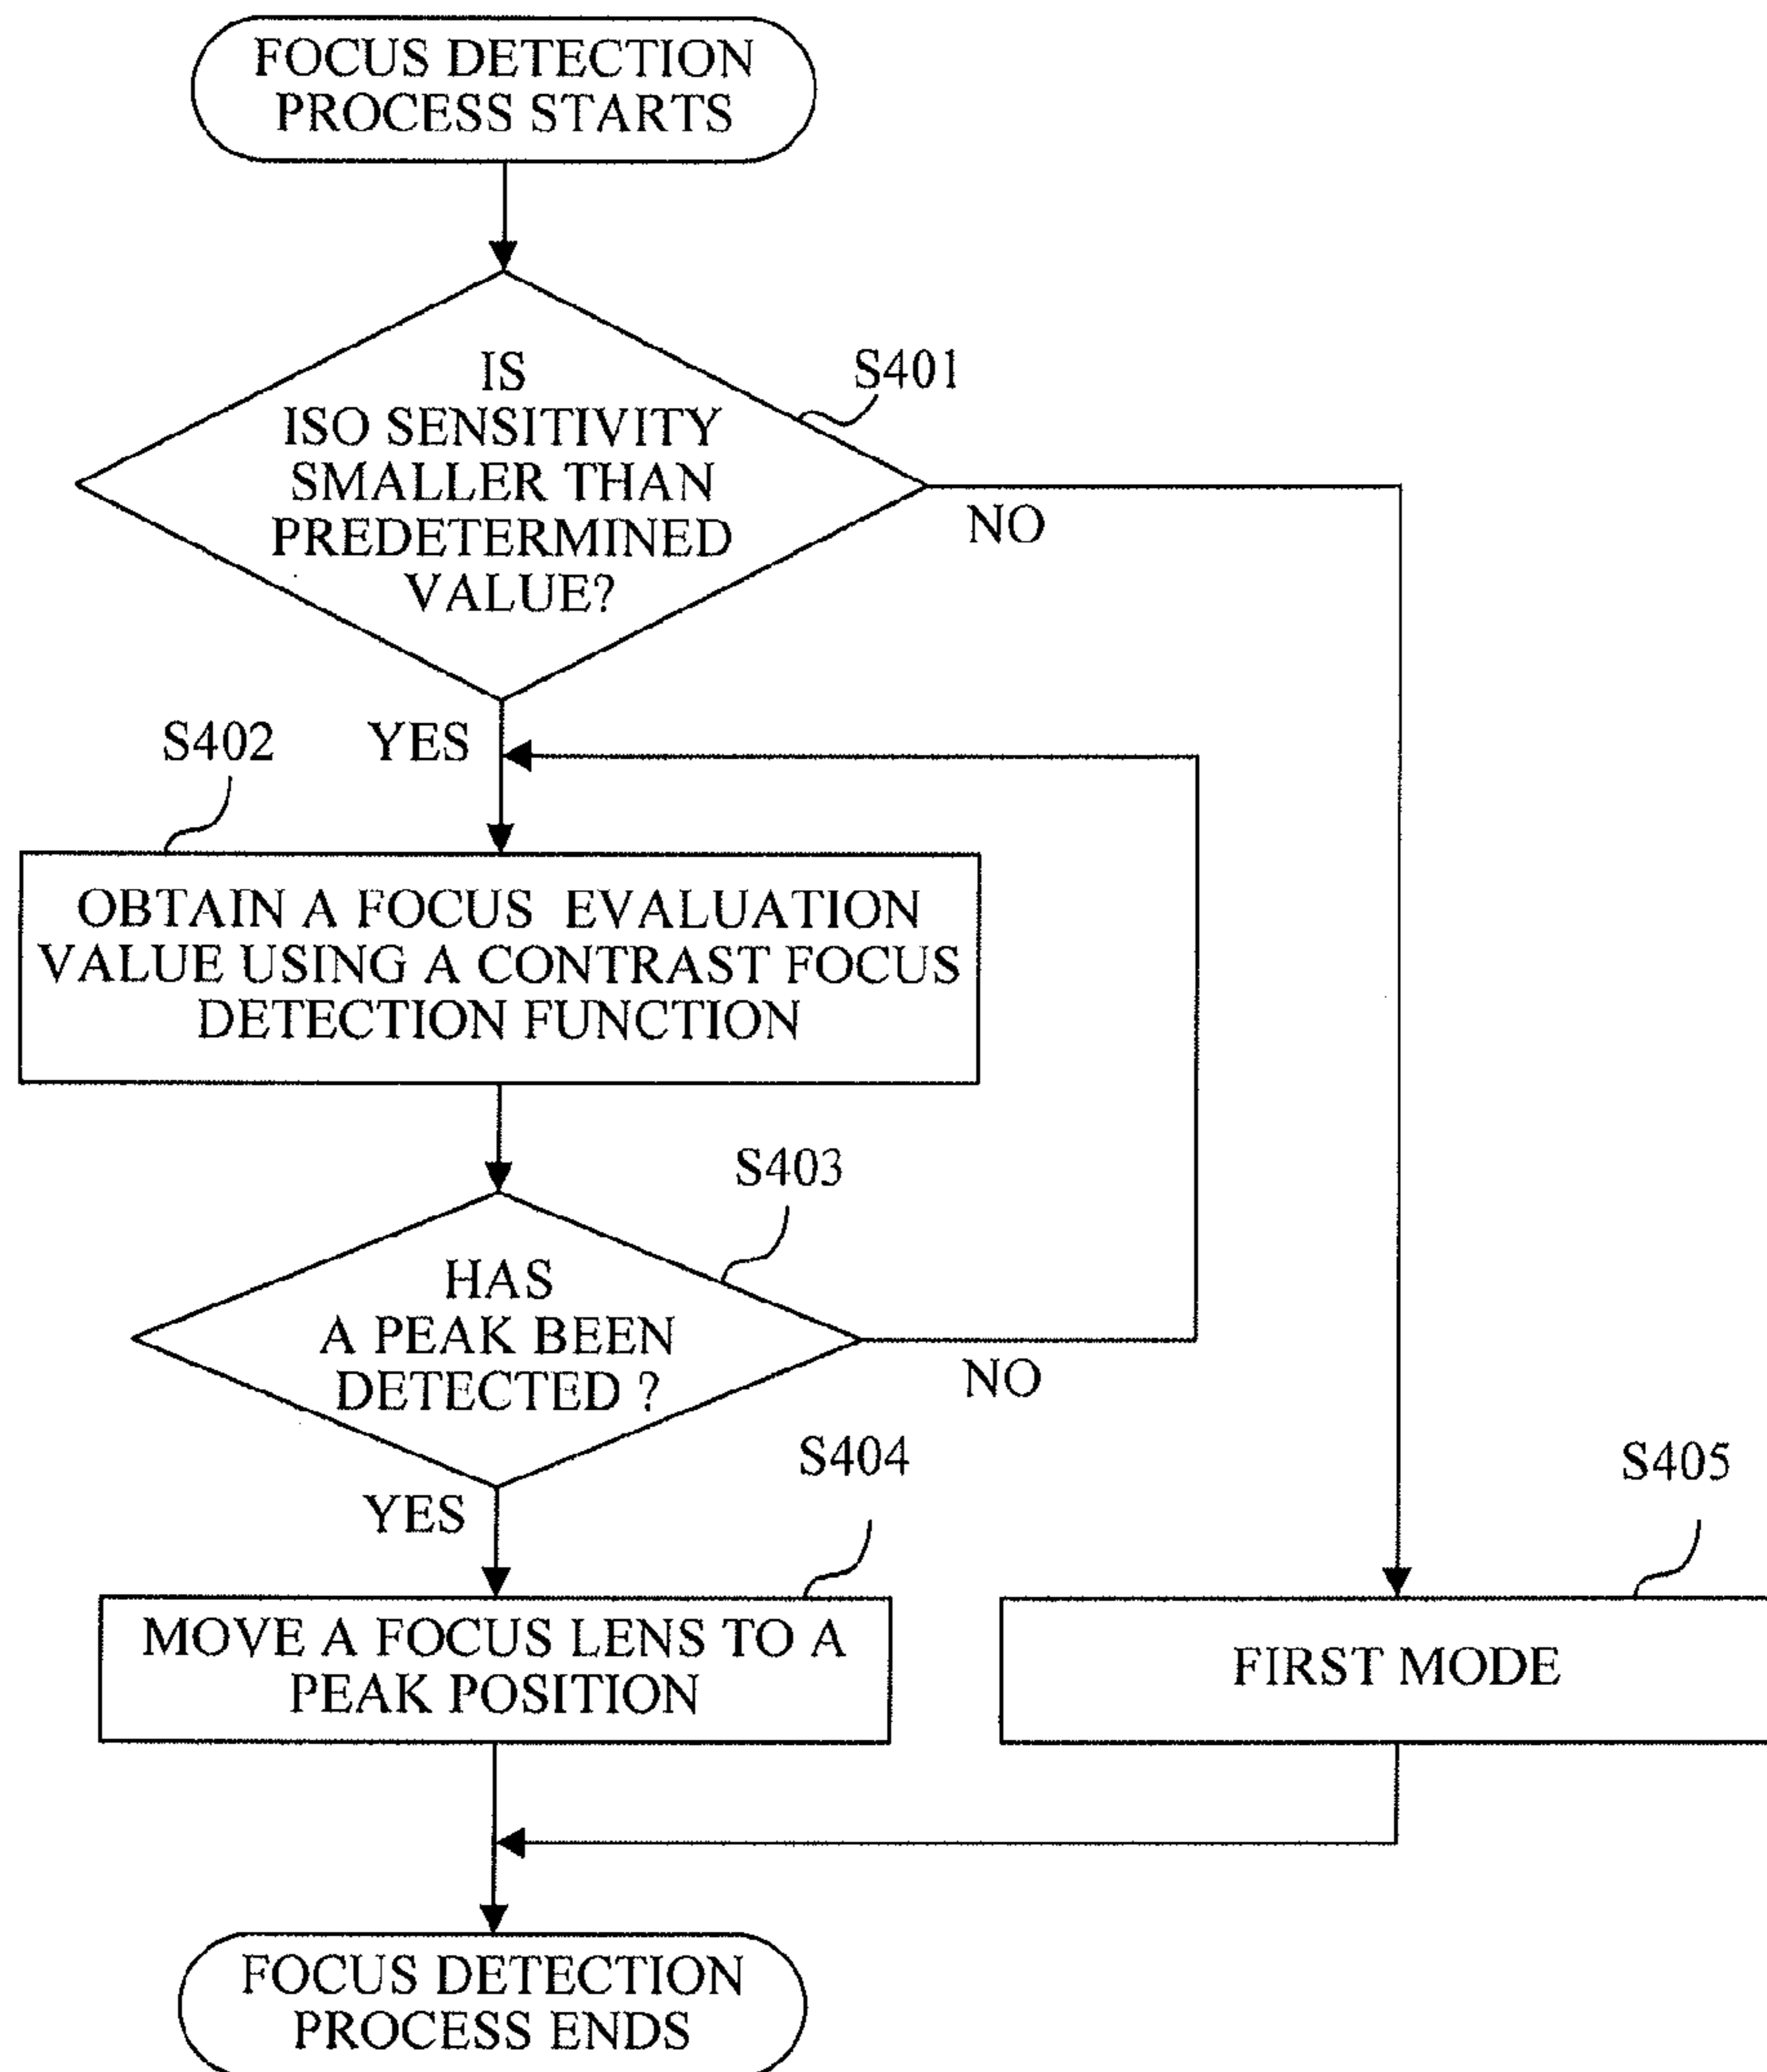 FOCUS DETECTION
PROCESS STARTS
IS
ISO SENSITIVITY
SMALLER THAN
PREDETERMINED
VALUE?
S401
NO
YES
S402
OBTAIN A FOCUS EVALUATION
VALUE USING A CONTRAST FOCUS
DETECTION FUNCTION
S403
HAS
A PEAK BEEN
DETECTED ?
NO
YES
S404
MOVE A FOCUS LENS TO A
PEAK POSITION
S405
FIRST MODE
FOCUS DETECTION
PROCESS ENDS